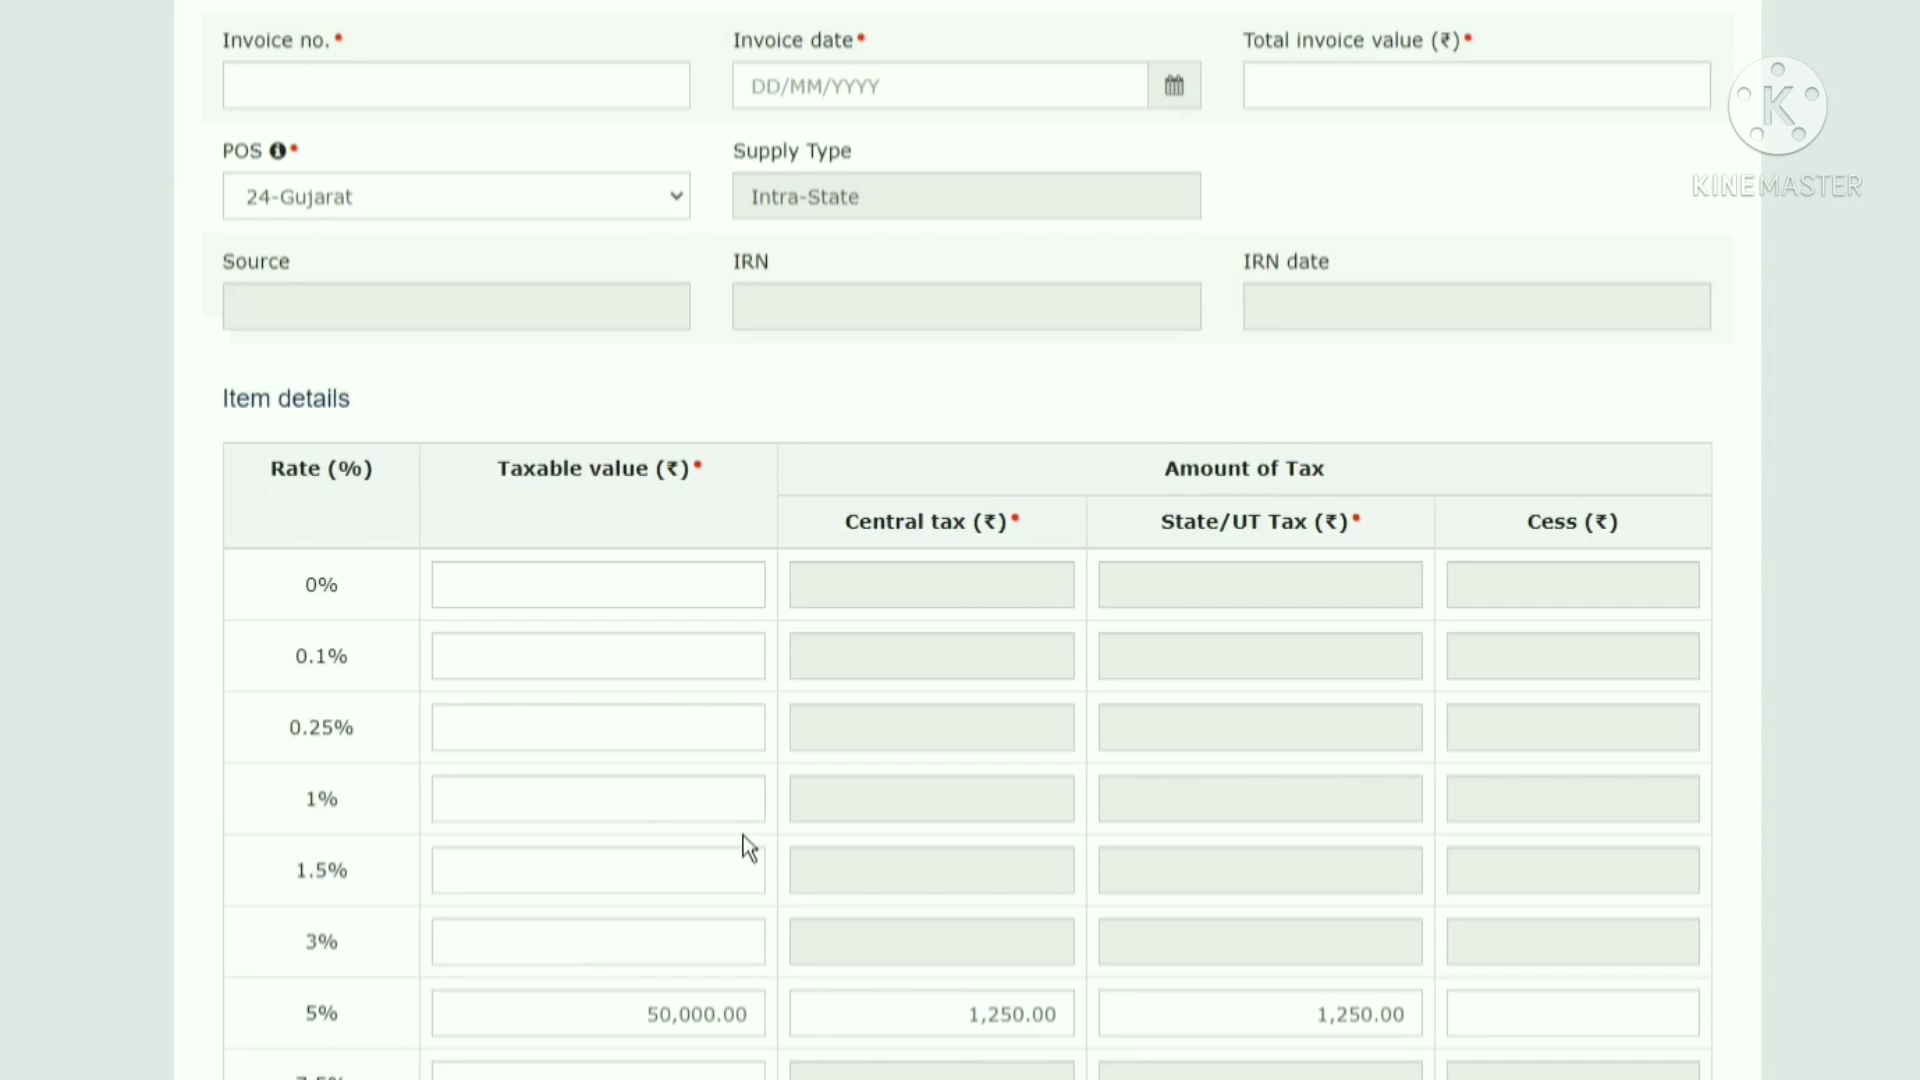 Invoice no.•
Invoice date•
Total invoice value (₹)•
DD/MM/YYYY
K
KINEMASTER
POS •
Supply Type
24-Gujarat
Intra-State
Source
IRN
IRN date
Item details
Rate (%)
Taxable value (₹)•
Amount of Tax
Central tax (₹)•
State/UT Tax (₹)•
Cess (₹)
0%
0.1%
0.25%
1%
1.5%
3%
5%
50,000.00
1,250.00
1,250.00